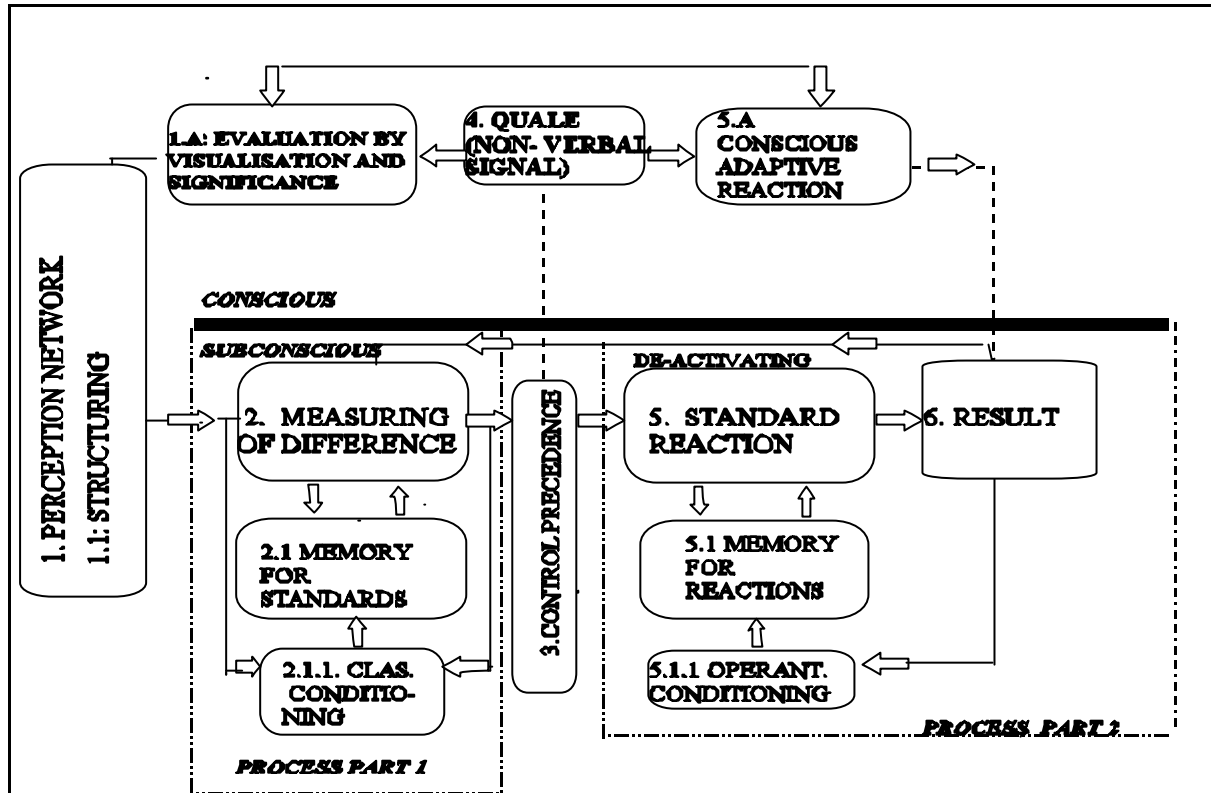 1.A: EVALUATION BY
VISUALISATION AND
SIGNIFICANCE
4. QUALE
(NON- VERBAL
SIGNAL)
5.A
CONSCIOUS
ADAPTIVE
REACTION
1. PERCEPTION NETWORK
1.1: STRUCTURING
CONSCIOUS
SUBCONSCIOUS
2. MEASURING
OF DIFFERENCE
2.1 MEMORY
FOR
STANDARDS
2.1.1. CLAS.
CONDITIO-
NING
PROCESS PART 1
3.CONTROL PRECEDENCE
DE-ACTIVATING
5. STANDARD
REACTION
5.1 MEMORY
FOR
REACTIONS
5.1.1 OPERANT.
CONDITIONING
6. RESULT
PROCESS PART 2